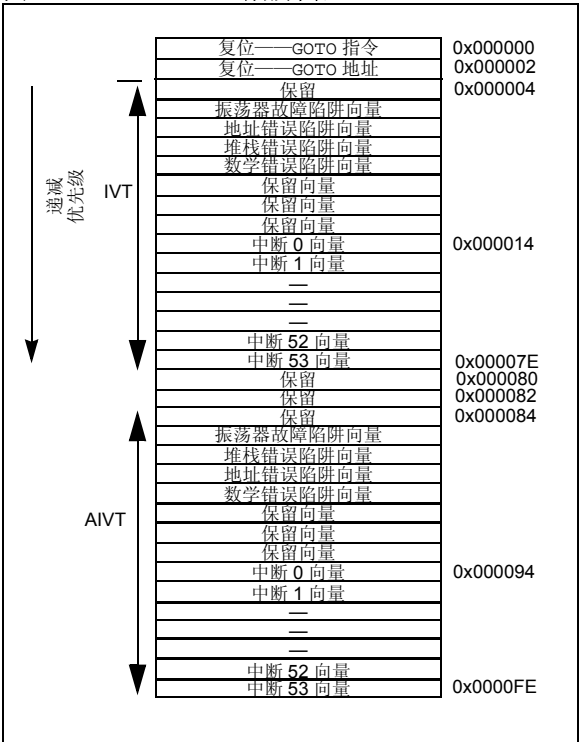 复位——GOTO 指令 0x000000
复位——GOTO 地址 0x000002
保留 0x000004
振荡器故障陷阱向量
地址错误陷阱向量
堆栈错误陷阱向量
数学错误陷阱向量
保留向量
保留向量
保留向量
中断 0 向量 0x000014
中断 1 向量
—
—
—
中断 52 向量
中断 53 向量 0x00007E
递减
优先级
IVT
保留 0x000080
保留 0x000082
保留 0x000084
振荡器故障陷阱向量
堆栈错误陷阱向量
地址错误陷阱向量
数学错误陷阱向量
保留向量
保留向量
保留向量
中断 0 向量 0x000094
中断 1 向量
—
—
—
中断 52 向量
中断 53 向量 0x0000FE
AIVT